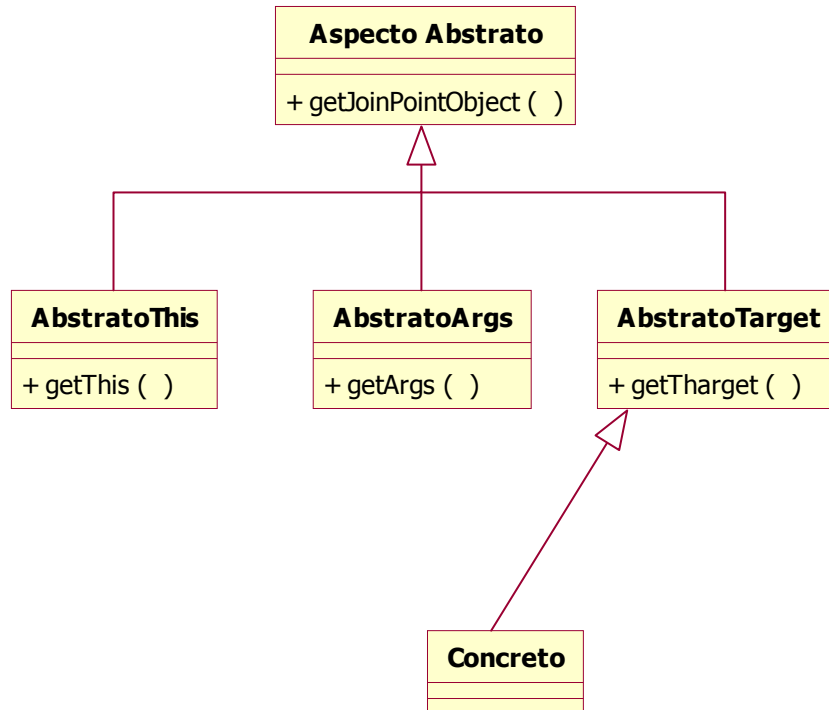 Aspecto Abstrato
+ getJoinPointObject ( )
AbstratoThis
+ getThis ( )
AbstratoArgs
+ getArgs ( )
AbstratoTarget
+ getTharget ( )
Concreto